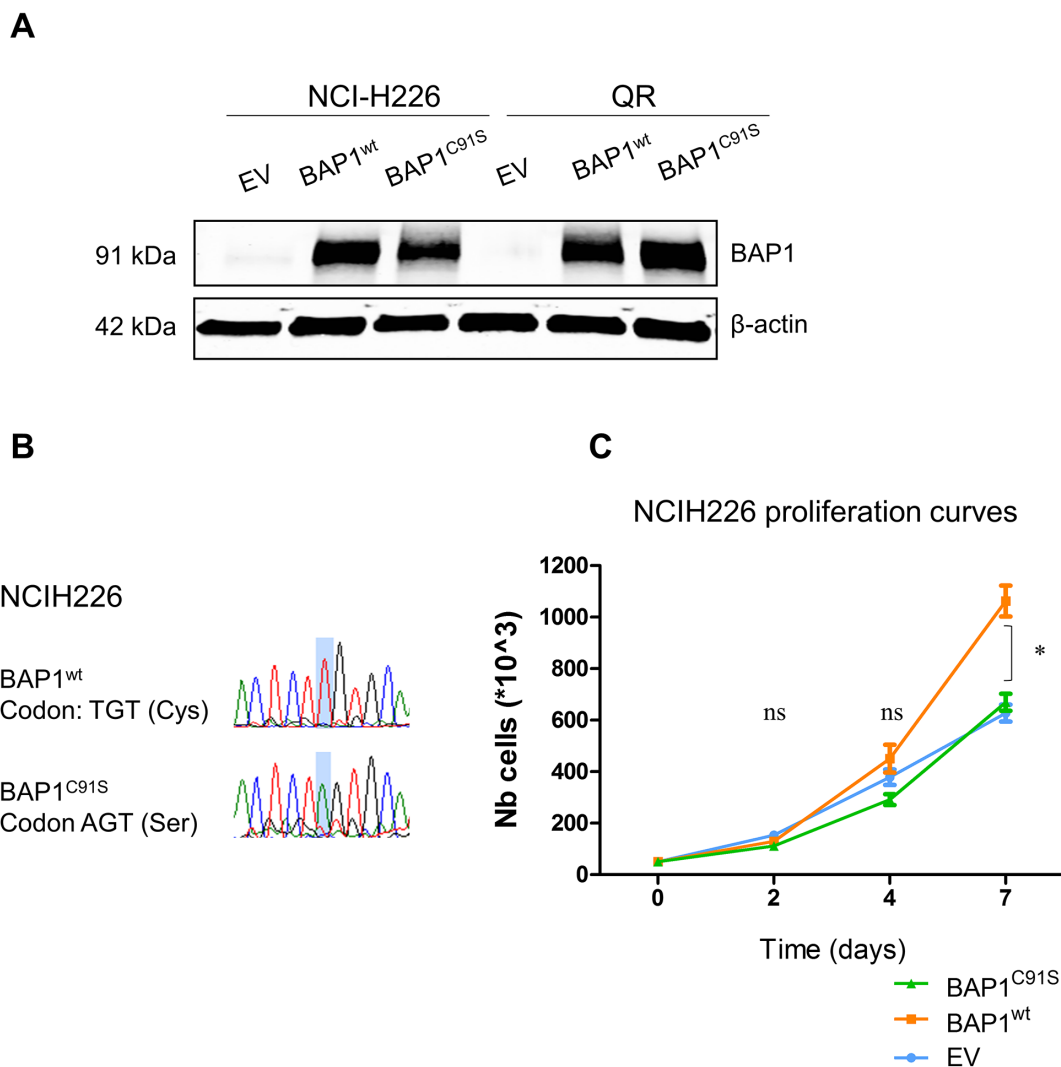 A
NCI-H226 QR
EV BAP1wt BAP1C91S EV BAP1wt BAP1C91S
91 kDa BAP1
42 kDa β-actin
B C
NCIH226 proliferation curves
NCIH226
BAP1wt
Codon: TGT (Cys)
BAP1C91S
Codon AGT (Ser)
Nb cells (*10^3)
1200
1000
800
600
400
200
0
ns ns *
0 2 4 7
Time (days)
BAP1C91S
BAP1wt
EV